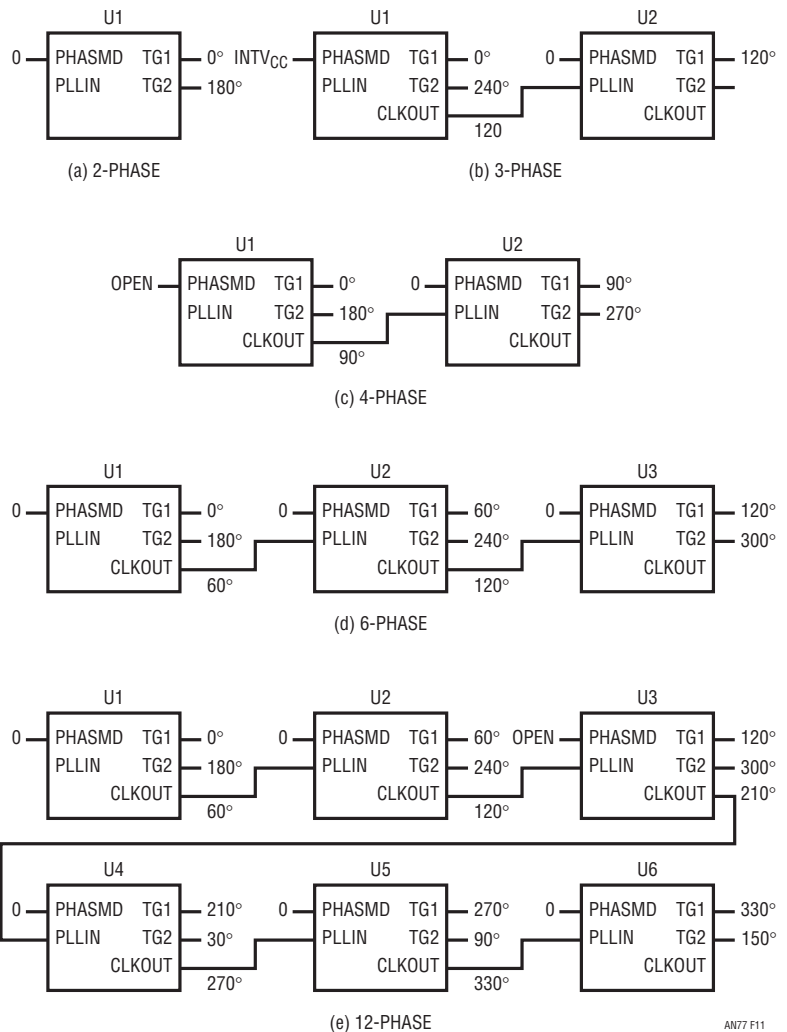 U1 U1 U2
0 PHASMD TG1 0° INTVCC PHASMD TG1 0° 0 PHASMD TG1 120°
PLLIN TG2 180° PLLIN TG2 240° PLLIN TG2
CLKOUT CLKOUT
120
(a) 2-PHASE (b) 3-PHASE
U1 U2
OPEN PHASMD TG1 0° 0 PHASMD TG1 90°
PLLIN TG2 180° PLLIN TG2 270°
CLKOUT CLKOUT
90°
(c) 4-PHASE
U1 U2 U3
0 PHASMD TG1 0° 0 PHASMD TG1 60° 0 PHASMD TG1 120°
PLLIN TG2 180° PLLIN TG2 240° PLLIN TG2 300°
CLKOUT CLKOUT CLKOUT
60° 120°
(d) 6-PHASE
U1 U2 U3
0 PHASMD TG1 0° 0 PHASMD TG1 60° OPEN PHASMD TG1 120°
PLLIN TG2 180° PLLIN TG2 240° PLLIN TG2 300°
CLKOUT CLKOUT CLKOUT 210°
60° 120°
U4 U5 U6
0 PHASMD TG1 210° 0 PHASMD TG1 270° 0 PHASMD TG1 330°
PLLIN TG2 30° PLLIN TG2 90° PLLIN TG2 150°
CLKOUT CLKOUT CLKOUT
270° 330°
(e) 12-PHASE
AN77 F11